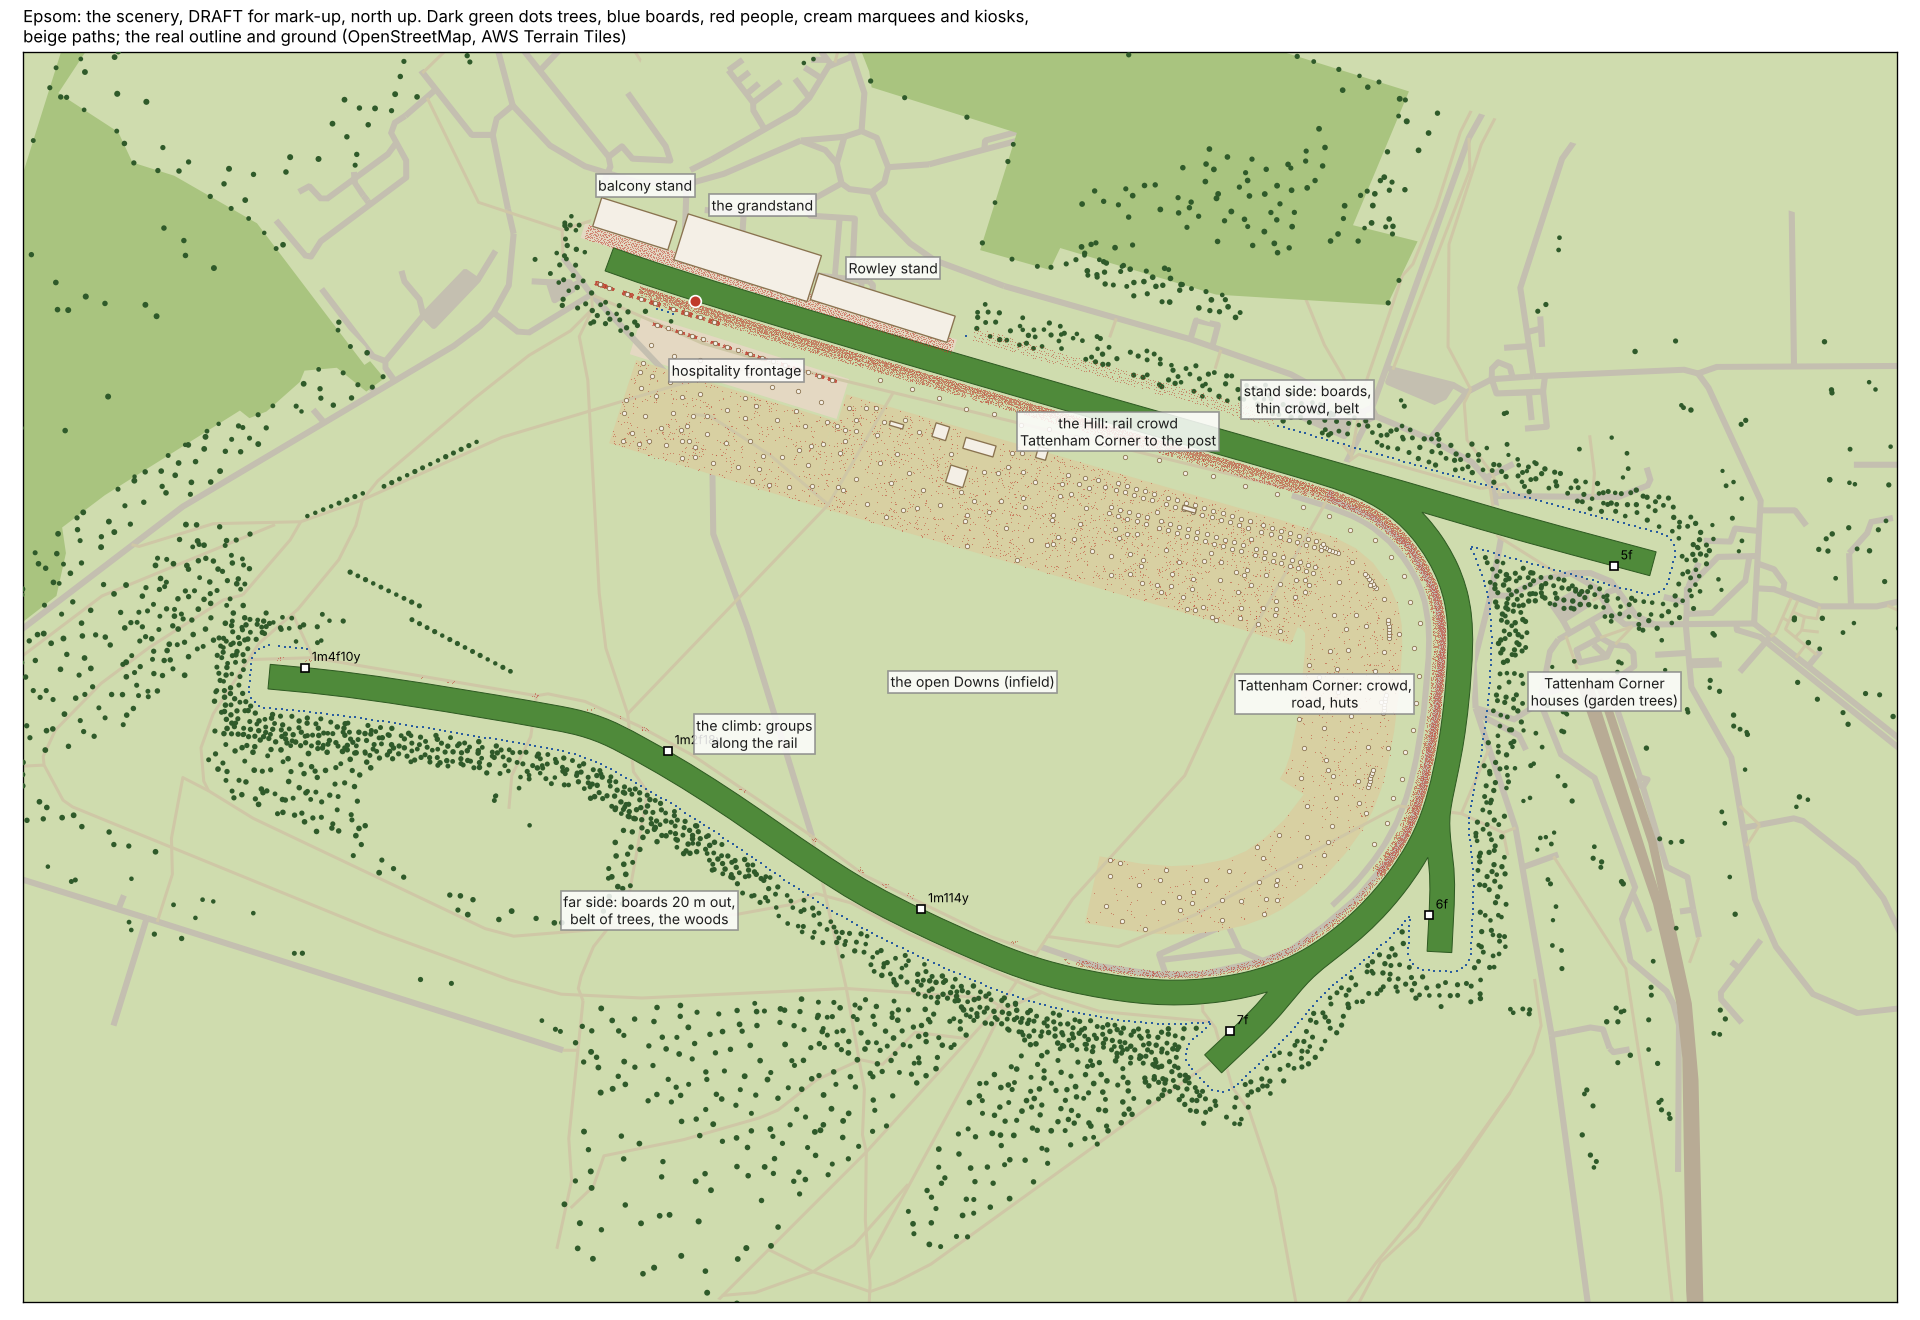 Epsom: the scenery, DRAFT for mark-up, north up. Dark green dots trees, blue boards, red people, cream marquees and kiosks,
beige paths; the real outline and ground (OpenStreetMap, AWS Terrain Tiles)
balcony stand
the grandstand
Rowley stand
hospitality frontage
stand side: boards,
thin crowd, belt
the Hill: rail crowd
Tattenham Corner to the post
5f
1m4f10y
the open Downs (infield)
Tattenham Corner: crowd,
road, huts
Tattenham Corner
houses (garden trees)
the climb: groups
along the rail
far side: boards 20 m out,
belt of trees, the woods
1m114y
6f
7f